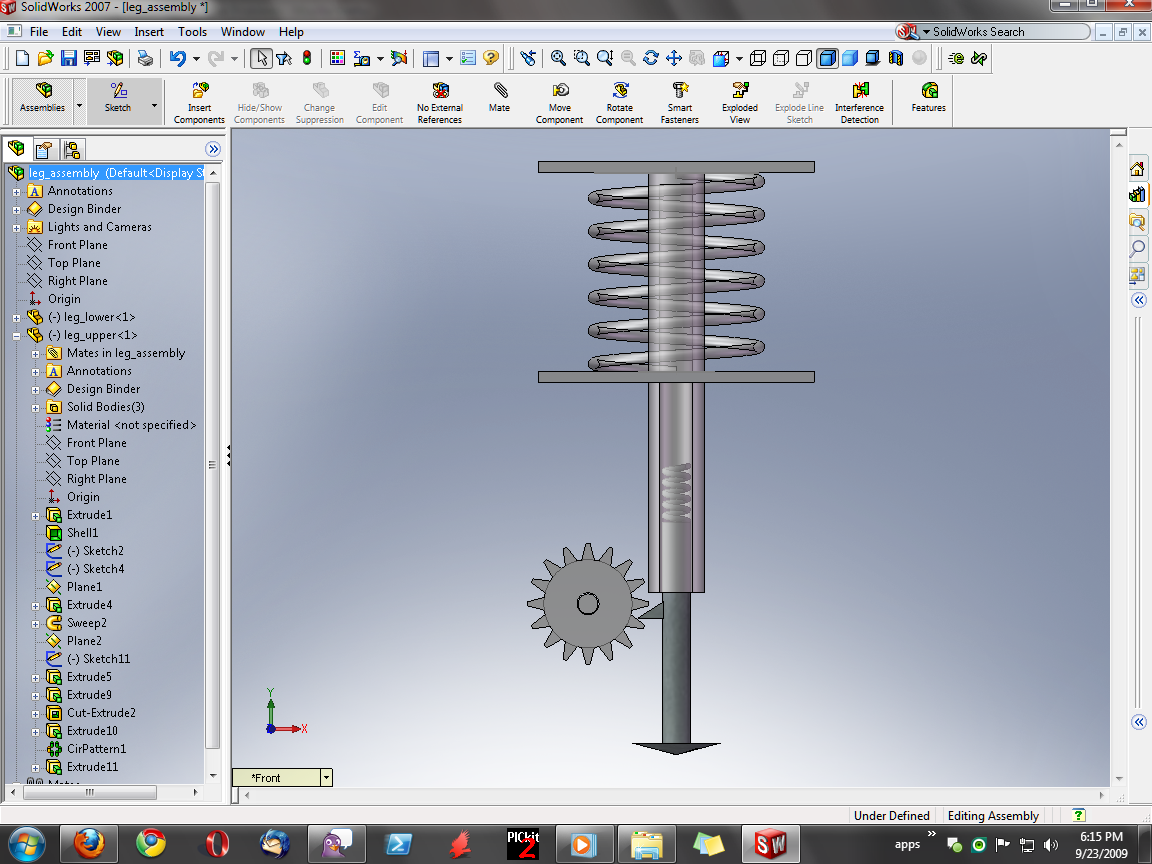 SolidWorks 2007 - [leg_assembly *]
File Edit View Insert Tools Window Help
SolidWorks Search
Assemblies
Sketch
Insert Components
Hide/Show Components
Change Suppression
Edit Component
No External References
Mate
Move Component
Rotate Component
Smart Fasteners
Exploded View
Explode Line Sketch
Interference Detection
Features
leg_assembly (Default<Display S
Annotations
Design Binder
Lights and Cameras
Front Plane
Top Plane
Right Plane
Origin
(-) leg_lower<1>
(-) leg_upper<1>
Mates in leg_assembly
Annotations
Design Binder
Solid Bodies(3)
Material <not specified>
Front Plane
Top Plane
Right Plane
Origin
Extrude1
Shell1
(-) Sketch2
(-) Sketch4
Plane1
Extrude4
Sweep2
Plane2
(-) Sketch11
Extrude5
Extrude9
Cut-Extrude2
Extrude10
CirPattern1
Extrude11
Y
X
*Front
Under Defined
Editing Assembly
PICkit
2
SW
apps
6:15 PM
9/23/2009